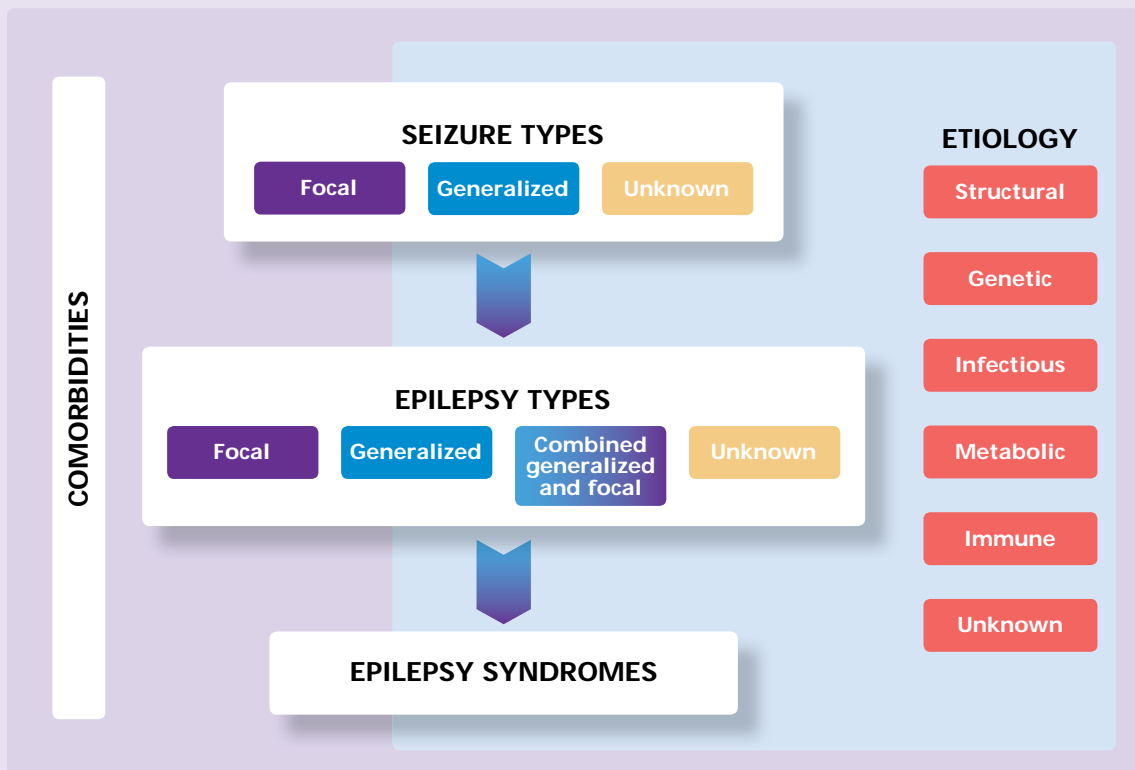 COMORBIDITIES
SEIZURE TYPES
Focal
Generalized
Unknown
EPILEPSY TYPES
Focal
Generalized
Combined
generalized
and focal
Unknown
EPILEPSY SYNDROMES
ETIOLOGY
Structural
Genetic
Infectious
Metabolic
Immune
Unknown